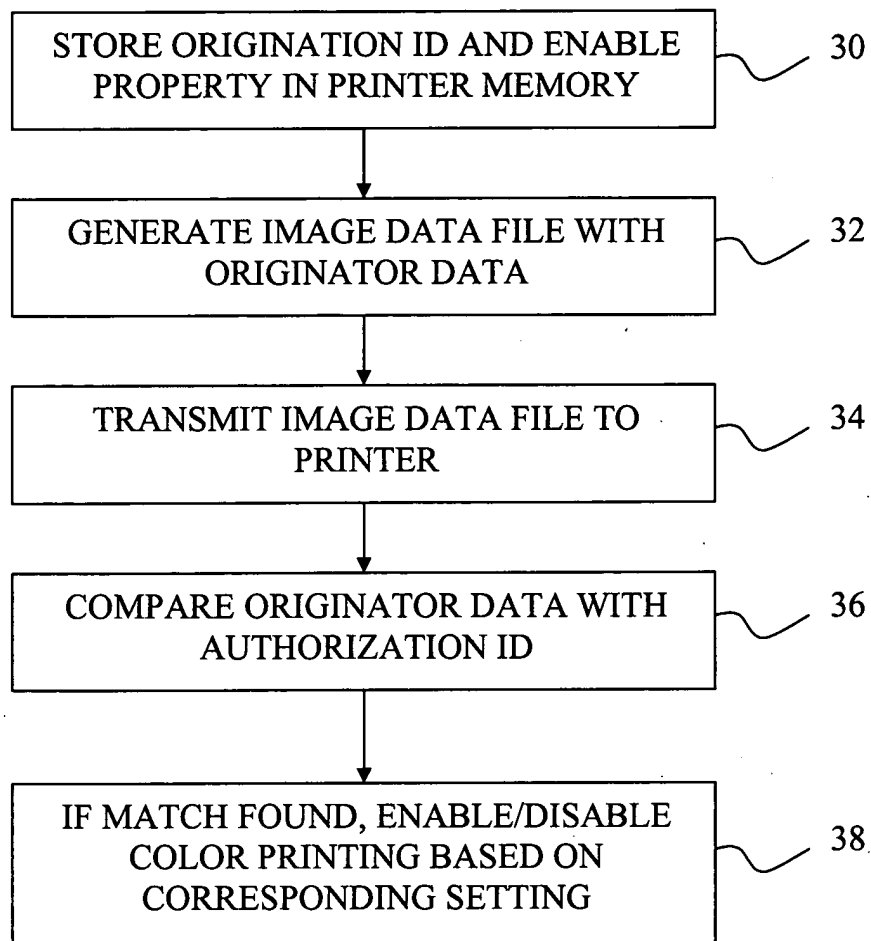 STORE ORIGINATION ID AND ENABLE
PROPERTY IN PRINTER MEMORY
30
GENERATE IMAGE DATA FILE WITH
ORIGINATOR DATA
32
TRANSMIT IMAGE DATA FILE TO
PRINTER
34
COMPARE ORIGINATOR DATA WITH
AUTHORIZATION ID
36
IF MATCH FOUND, ENABLE/DISABLE
COLOR PRINTING BASED ON
CORRESPONDING SETTING
38